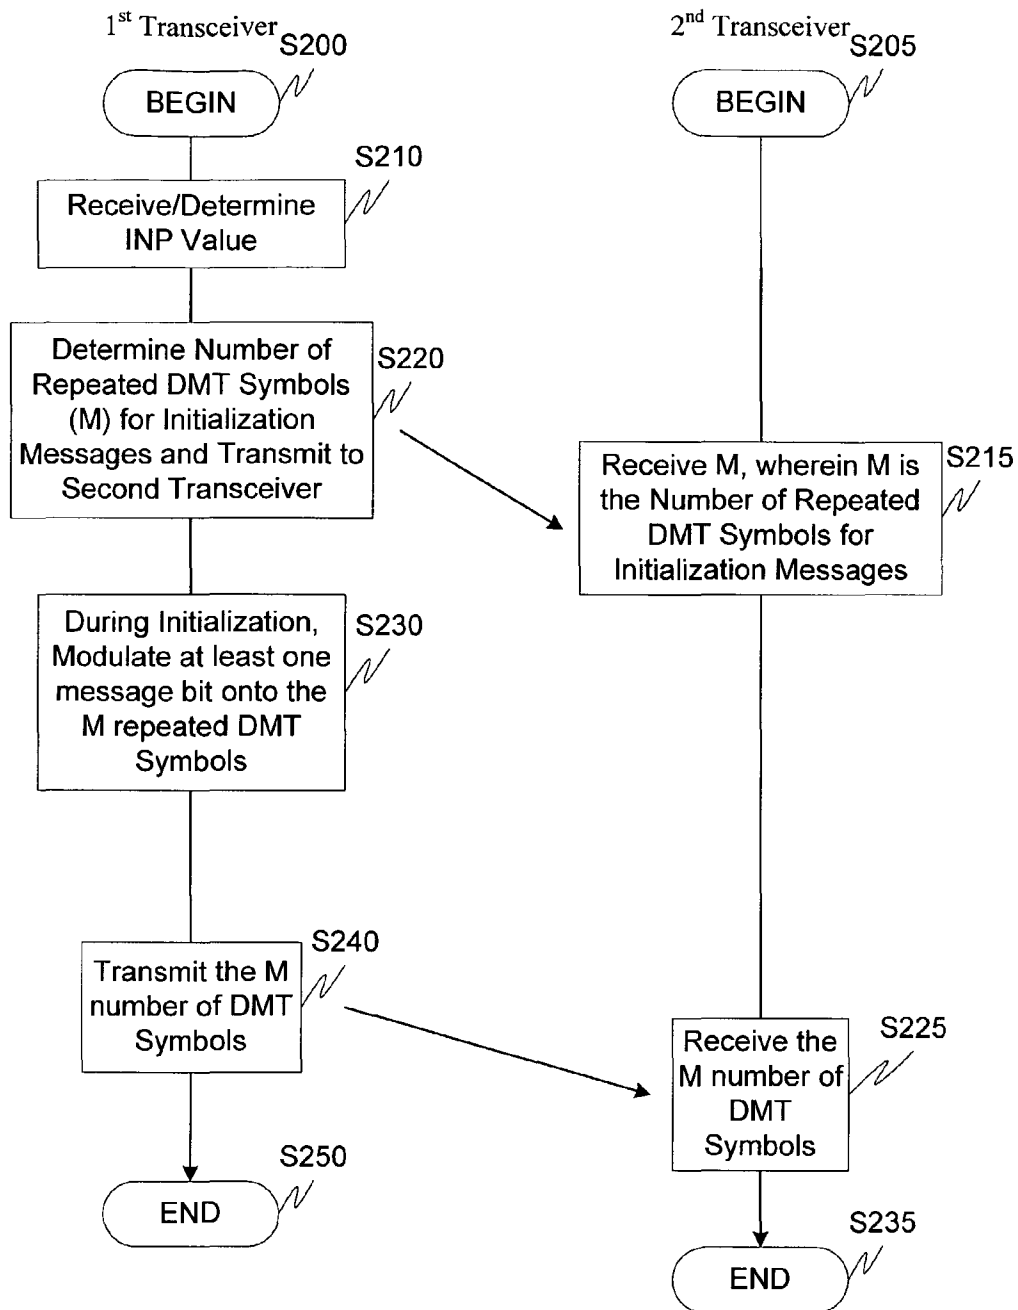 1st Transceiver
S200
BEGIN
S210
Receive/Determine
INP Value
Determine Number of
Repeated DMT Symbols
(M) for Initialization
Messages and Transmit to
Second Transceiver
S220
During Initialization,
Modulate at least one
message bit onto the
M repeated DMT
Symbols
S230
Transmit the M
number of DMT
Symbols
S240
S250
END
2nd Transceiver
S205
BEGIN
Receive M, wherein M is
the Number of Repeated
DMT Symbols for
Initialization Messages
S215
Receive the
M number of
DMT
Symbols
S225
S235
END